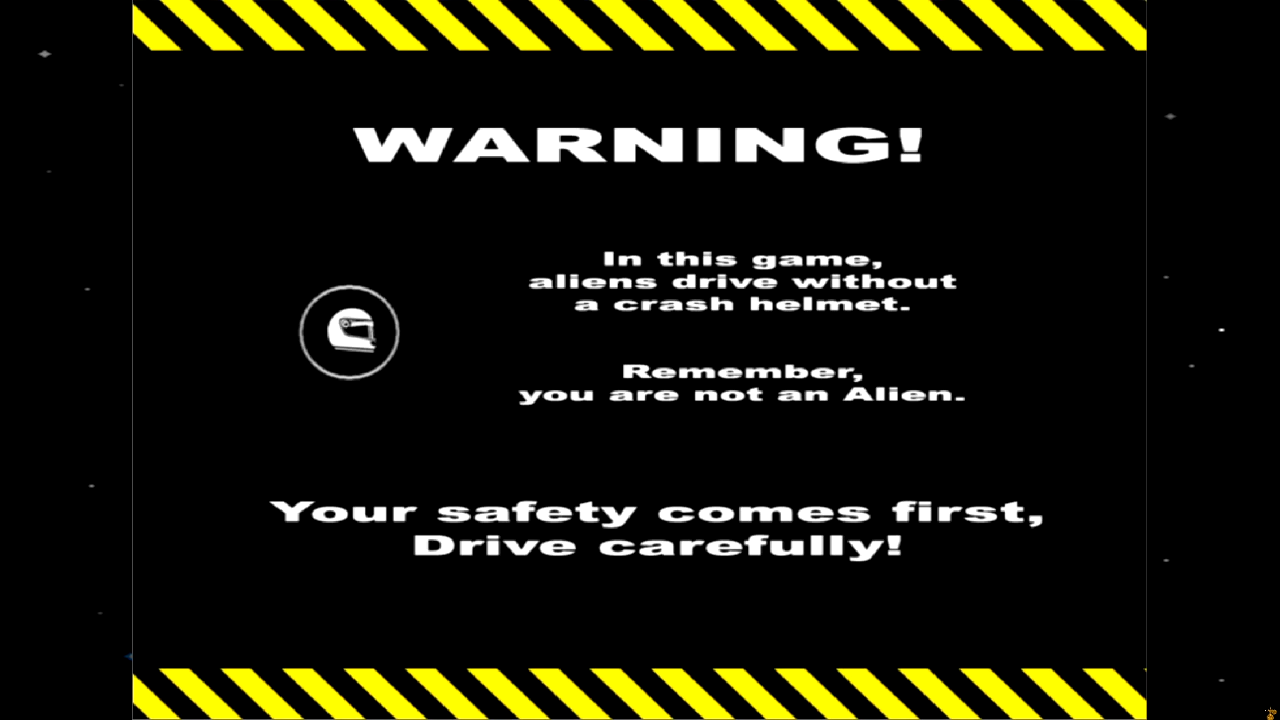 WARNING!
In this game,
aliens drive without
a crash helmet.
Remember,
you are not an Alien.
Your safety comes first,
Drive carefully!